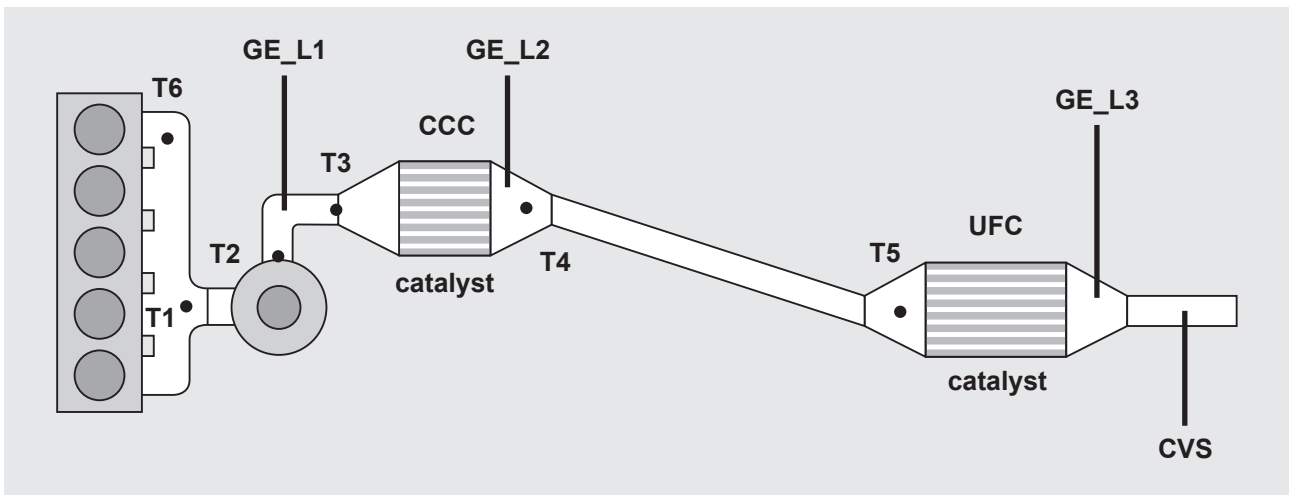 GE_L1
GE_L2
T6
GE_L3
CCC
T3
T2
UFC
T5
T4
catalyst
T1
catalyst
CVS